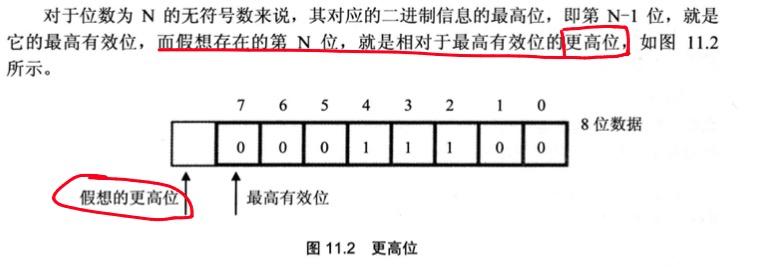 对于位数为 N 的无符号数来说，其对应的二进制信息的最高位，即第 N-1 位，就是
它的最高有效位，而假想存在的第 N 位，就是相对于最高有效位的更高位，如图 11.2
所示。
7 6 5 4 3 2 1 0
0 0 0 1 1 1 0 0 8 位数据
假想的更高位 最高有效位
图 11.2 更高位